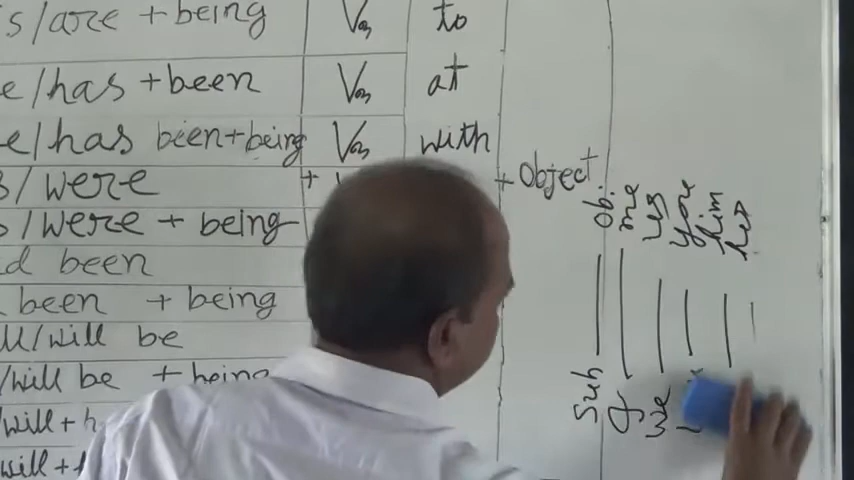 s/are + being V₃ to
e/has + been V₃ at
e/has been + being V₃ with
s/were + + Object
s/were + being
d been
been + being
ll/will be
/will be + being
/will + h
will + h
Sub — Ob.
I — me
we — us
you
him
her